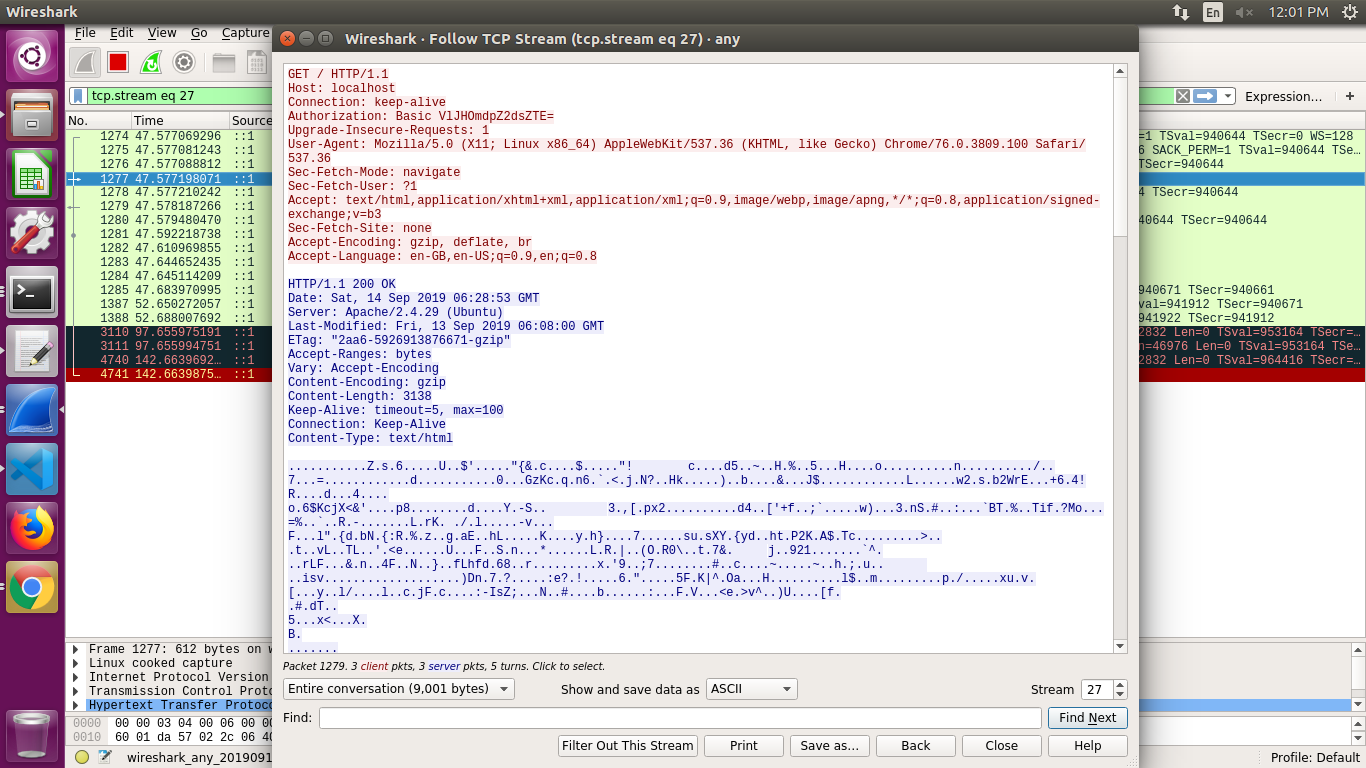 Wireshark
En
12:01 PM
File Edit View Go Capture
Wireshark · Follow TCP Stream (tcp.stream eq 27) · any
tcp.stream eq 27
Expression…
+
No. Time Source
1274 47.577069296 ::1
1275 47.577081243 ::1
1276 47.577088812 ::1
1277 47.577198071 ::1
1278 47.577210242 ::1
1279 47.578187266 ::1
1280 47.579480470 ::1
1281 47.592218738 ::1
1282 47.610969855 ::1
1283 47.644652435 ::1
1284 47.645114209 ::1
1285 47.683970995 ::1
1387 52.650272057 ::1
1388 52.688007692 ::1
3110 97.655975191 ::1
3111 97.655994751 ::1
4740 142.6639692… ::1
4741 142.6639875… ::1
=1 TSval=940644 TSecr=0 WS=128
6 SACK_PERM=1 TSval=940644 TSe…
TSecr=940644
4 TSecr=940644
40644 TSecr=940644
940671 TSecr=940661
val=941912 TSecr=940671
941922 TSecr=941912
2832 Len=0 TSval=953164 TSecr=…
n=46976 TSval=953164 TSecr=…
2832 Len=0 TSval=964416 TSecr=…
GET / HTTP/1.1
Host: localhost
Connection: keep-alive
Authorization: Basic VlJHOmdpZ2dsZTE=
Upgrade-Insecure-Requests: 1
User-Agent: Mozilla/5.0 (X11; Linux x86_64) AppleWebKit/537.36 (KHTML, like Gecko) Chrome/76.0.3809.100 Safari/
537.36
Sec-Fetch-Mode: navigate
Sec-Fetch-User: ?1
Accept: text/html,application/xhtml+xml,application/xml;q=0.9,image/webp,image/apng,*/*;q=0.8,application/signed-
exchange;v=b3
Sec-Fetch-Site: none
Accept-Encoding: gzip, deflate, br
Accept-Language: en-GB,en-US;q=0.9,en;q=0.8
HTTP/1.1 200 OK
Date: Sat, 14 Sep 2019 06:28:53 GMT
Server: Apache/2.4.29 (Ubuntu)
Last-Modified: Fri, 13 Sep 2019 06:08:00 GMT
ETag: "2aa6-5926913876671-gzip"
Accept-Ranges: bytes
Vary: Accept-Encoding
Content-Encoding: gzip
Content-Length: 3138
Keep-Alive: timeout=5, max=100
Connection: Keep-Alive
Content-Type: text/html
...........Z.s.6.....U..$'....."{&.c....$....."! c....d5..~..H.%..5...H....o..........n........../..
7...=............d...........0...GzKc.q.n6.`.<.j.N?..Hk.....)..b....&...J$............L......w2.s.b2WrE...+6.4!
R....d...4....
o.6$KcjX<&'....p8........d....Y.-S.. 3.,[.px2..........d4..['+f..;`.....w)...3.nS.#..:...`BT.%..Tif.?Mo...
=%..`..R.-.......L.rK. ./.l.....-v...
F...l".{d.bN.{:R.%.z..g.aE..hL.....K....y.h}....7......su.sXY.{yd..ht.P2K.A$.Tc.........>..
.t..vL..TL..'.<e......U...F..S.n...*......L.R.|..(O.R0\..t.7&. j..921.......`^.
..rLF...&.n..4F..N..}..fLhfd.68..r.........x.'9..;7........#..c....~.....~..h.;.u..
..isv...................)Dn.7.?.....:e?.!.....6.".....5F.K|^.Oa...H..........l$..m.........p./.....xu.v.
[...y..l/....l..c.jF.c....:-IsZ;...N..#....b......:...F.V...<e.>v^..)U....[f.
.#.dT..
5...x<...X.
B.
.......
Packet 1279. 3 client pkts, 3 server pkts, 5 turns. Click to select.
Entire conversation (9,001 bytes)
Show and save data as
ASCII
Stream
27
Find:
Find Next
Filter Out This Stream
Print
Save as…
Back
Close
Help
Frame 1277: 612 bytes on w
Linux cooked capture
Internet Protocol Version
Transmission Control Proto
Hypertext Transfer Protoc
0000 00 00 03 04 00 06 00 00
0010 60 01 da 57 02 2c 06 40
wireshark_any_2019091
Profile: Default